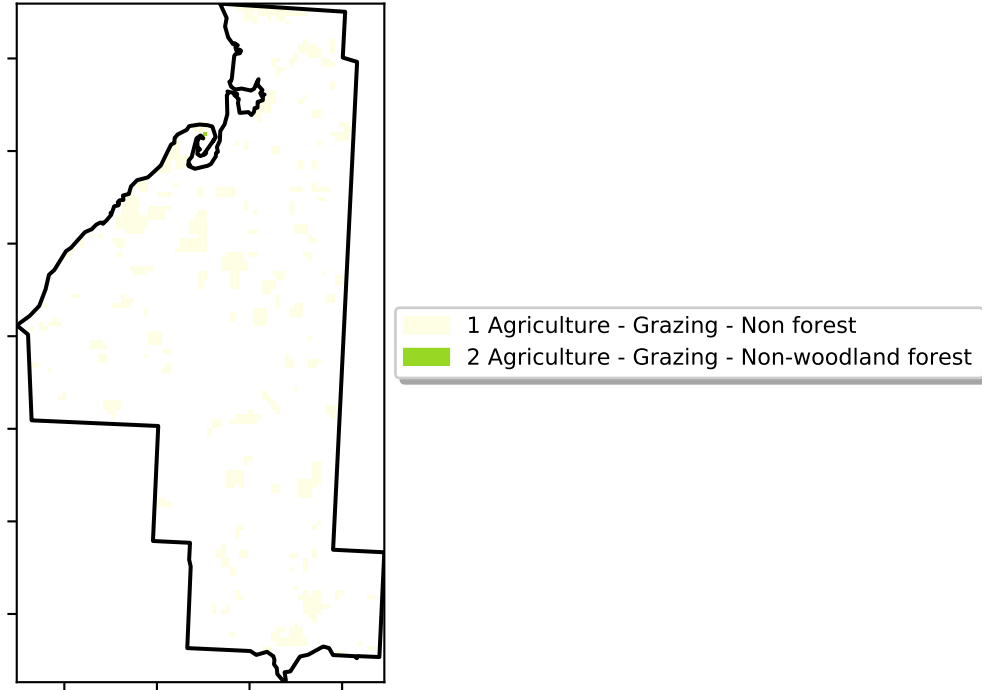 1 Agriculture - Grazing - Non forest
2 Agriculture - Grazing - Non-woodland forest